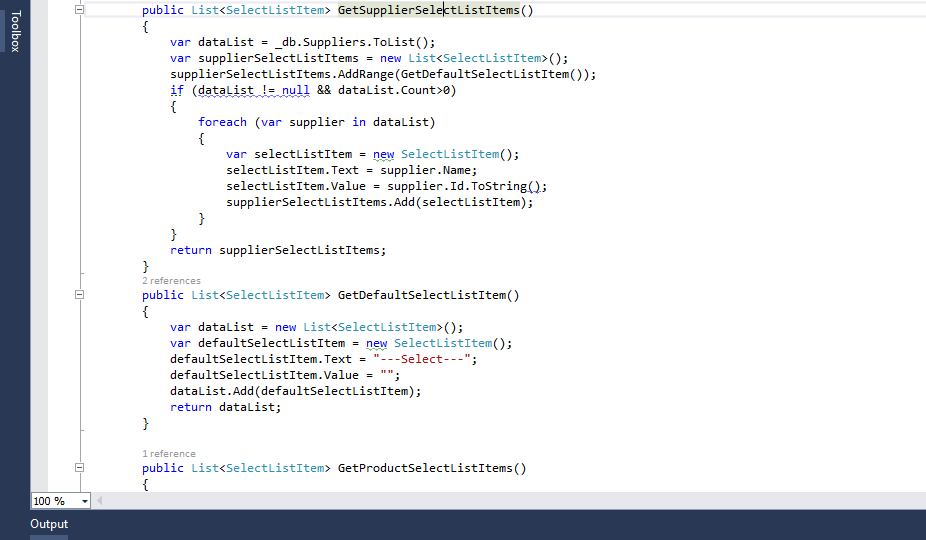 Toolbox
public List<SelectListItem> GetSupplierSelectListItems()
{
var dataList = _db.Suppliers.ToList();
var supplierSelectListItems = new List<SelectListItem>();
supplierSelectListItems.AddRange(GetDefaultSelectListItem());
if (dataList != null && dataList.Count>0)
{
foreach (var supplier in dataList)
{
var selectListItem = new SelectListItem();
selectListItem.Text = supplier.Name;
selectListItem.Value = supplier.Id.ToString();
supplierSelectListItems.Add(selectListItem);
}
}
return supplierSelectListItems;
}
2 references
public List<SelectListItem> GetDefaultSelectListItem()
{
var dataList = new List<SelectListItem>();
var defaultSelectListItem = new SelectListItem();
defaultSelectListItem.Text = "---Select---";
defaultSelectListItem.Value = "";
dataList.Add(defaultSelectListItem);
return dataList;
}
1 reference
public List<SelectListItem> GetProductSelectListItems()
{
100 %
Output